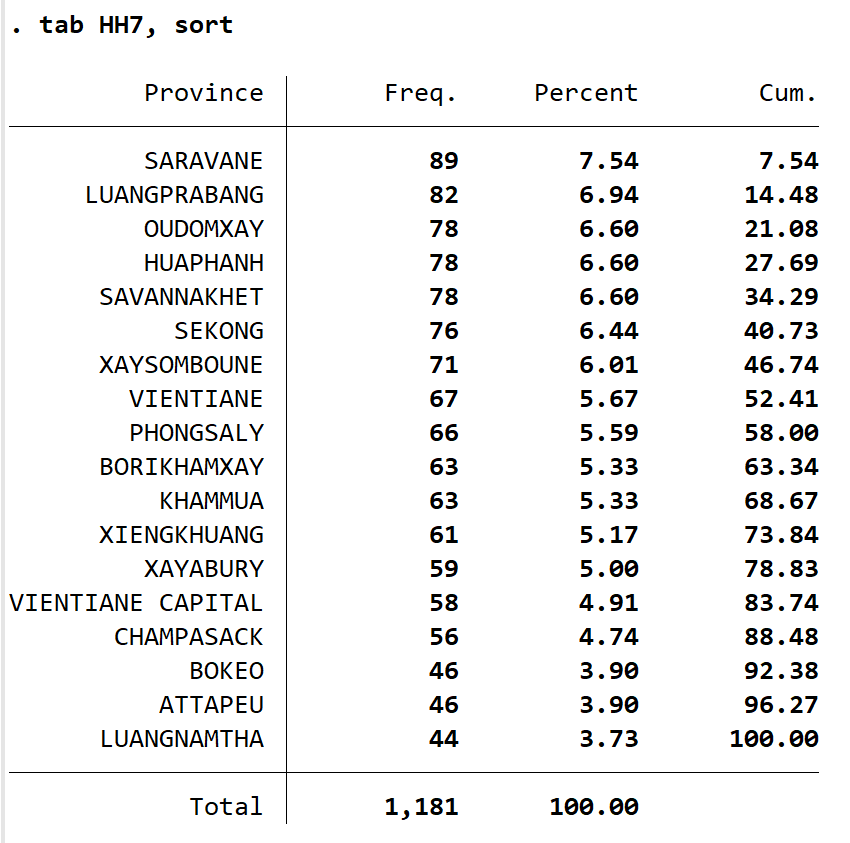 . tab HH7, sort
Province Freq. Percent Cum.
SARAVANE 89 7.54 7.54
LUANGPRABANG 82 6.94 14.48
OUDOMXAY 78 6.60 21.08
HUAPHANH 78 6.60 27.69
SAVANNAKHET 78 6.60 34.29
SEKONG 76 6.44 40.73
XAYSOMBOUNE 71 6.01 46.74
VIENTIANE 67 5.67 52.41
PHONGSALY 66 5.59 58.00
BORIKHAMXAY 63 5.33 63.34
KHAMMUA 63 5.33 68.67
XIENGKHUANG 61 5.17 73.84
XAYABURY 59 5.00 78.83
VIENTIANE CAPITAL 58 4.91 83.74
CHAMPASACK 56 4.74 88.48
BOKEO 46 3.90 92.38
ATTAPEU 46 3.90 96.27
LUANGNAMTHA 44 3.73 100.00
Total 1,181 100.00